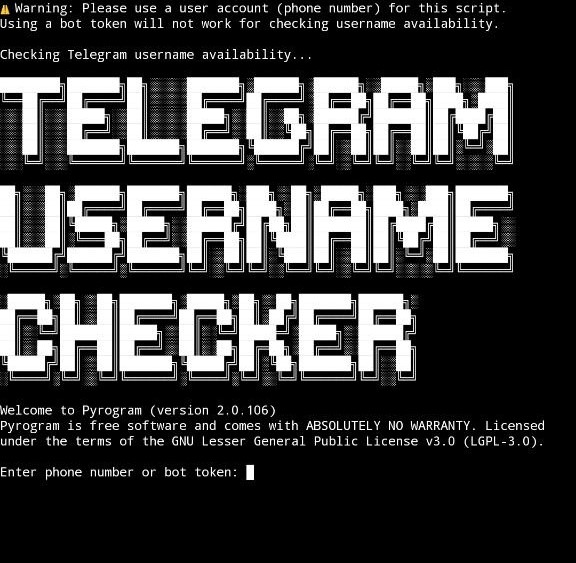 ⚠ Warning: Please use a user account (phone number) for this script.
Using a bot token will not work for checking username availability.
Checking Telegram username availability...
TELEGRAM
USERNAME
CHECKER
Welcome to Pyrogram (version 2.0.106)
Pyrogram is free software and comes with ABSOLUTELY NO WARRANTY. Licensed
under the terms of the GNU Lesser General Public License v3.0 (LGPL-3.0).
Enter phone number or bot token: